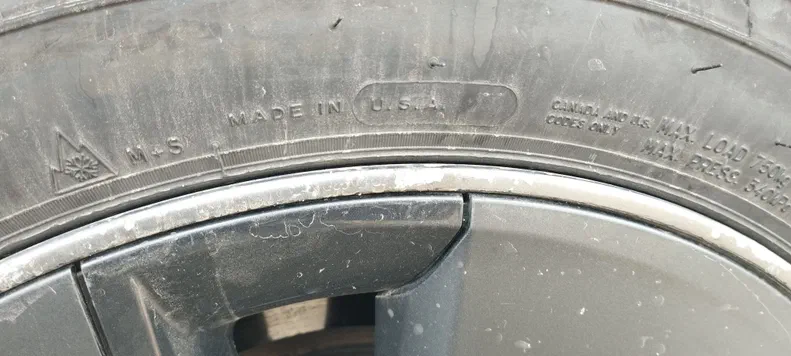 M+S
MADE IN U.S.A.
CANADA AND U.S.
CODES ONLY
MAX. LOAD
MAX. PRESS.